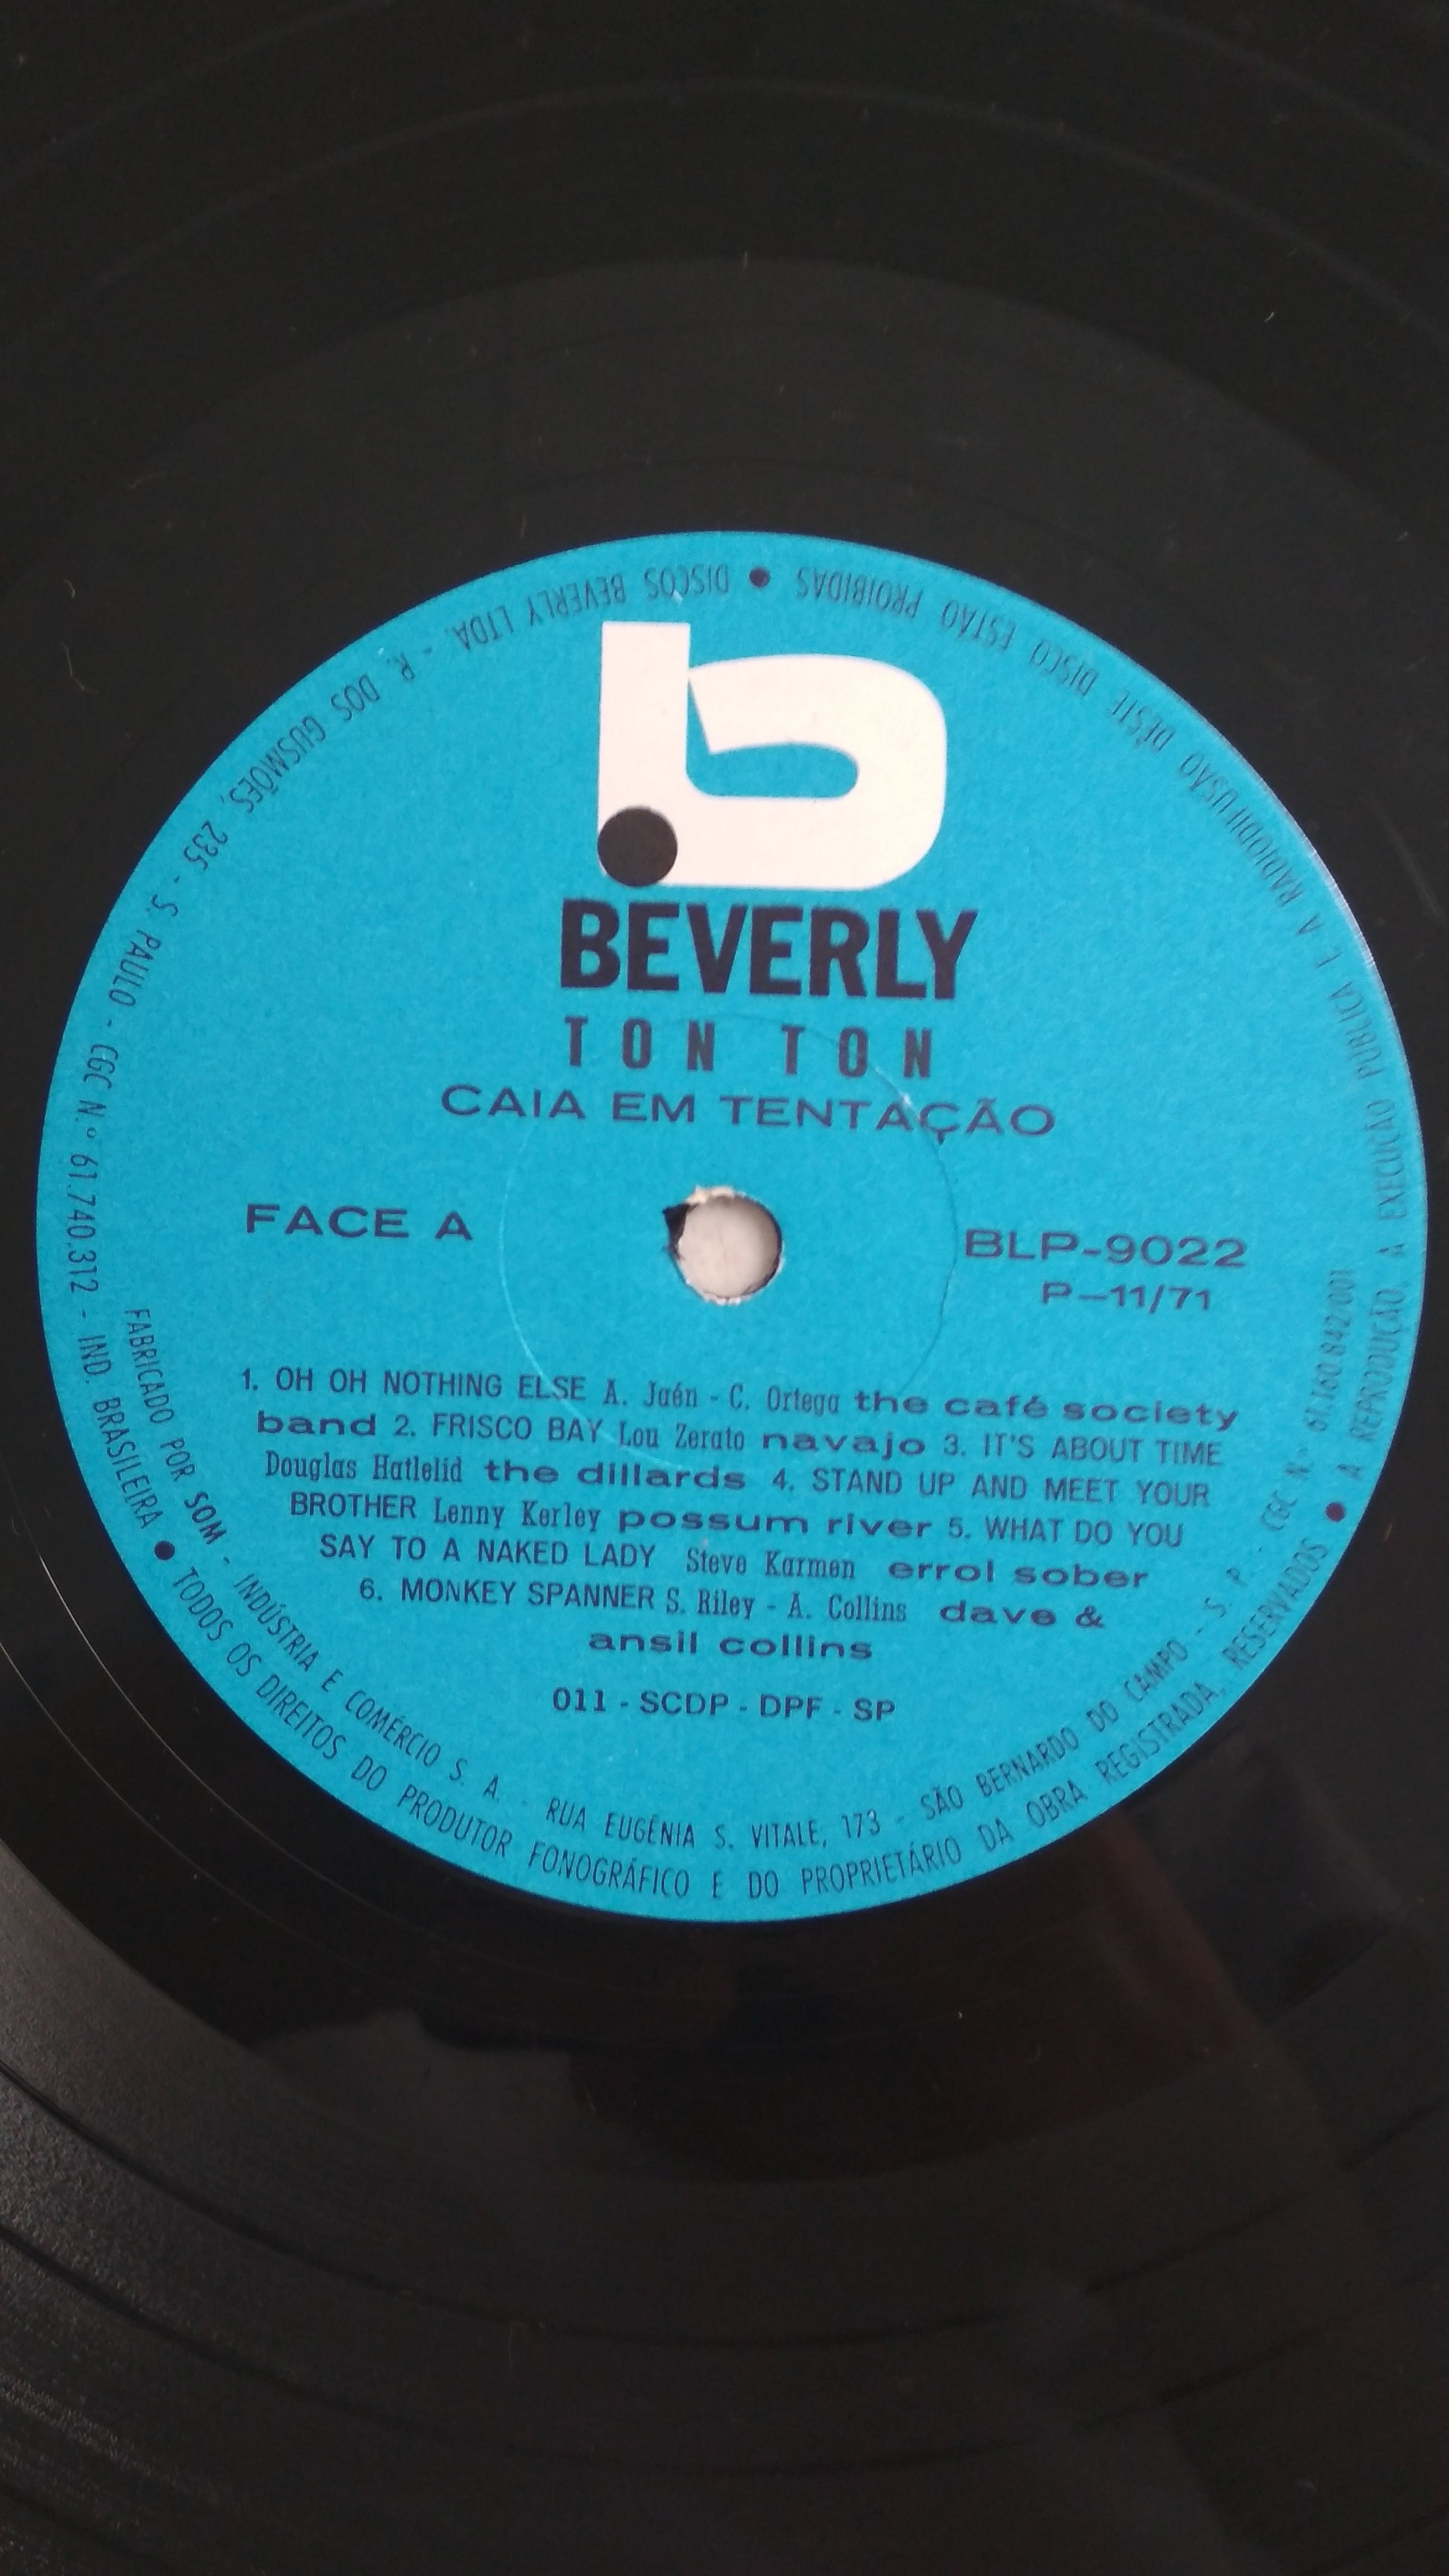 b
BEVERLY
TON TON
CAIA EM TENTAÇÃO
FACE A
BLP-9022
P-11/71
1. OH OH NOTHING ELSE A. Jaén - C. Ortega the café society
band 2. FRISCO BAY Lou Zerato navajo 3. IT'S ABOUT TIME
Douglas Hatlelid the dillards 4. STAND UP AND MEET YOUR
BROTHER Lenny Kerley possum river 5. WHAT DO YOU
SAY TO A NAKED LADY Steve Karmen errol sober
6. MONKEY SPANNER S. Riley - A. Collins dave &
ansil collins
011 - SCDP - DPF - SP
FABRICADO POR SOM - INDÚSTRIA E COMÉRCIO S. A. - RUA EUGÊNIA S. VITALE, 173 - SÃO BERNARDO DO CAMPO - S. P. - CGC N.º 61.160.842/001
DISCOS BEVERLY LTDA. - R. DOS GUSMÕES, 235 - S. PAULO - CGC N.º 61.740.312 - IND. BRASILEIRA ● TODOS OS DIREITOS DO PRODUTOR FONOGRÁFICO E DO PROPRIETÁRIO DA OBRA REGISTRADA, RESERVADOS ● A REPRODUÇÃO, A EXECUÇÃO PÚBLICA E A RADIODIFUSÃO DÊSTE DISCO ESTÃO PROIBIDAS ●